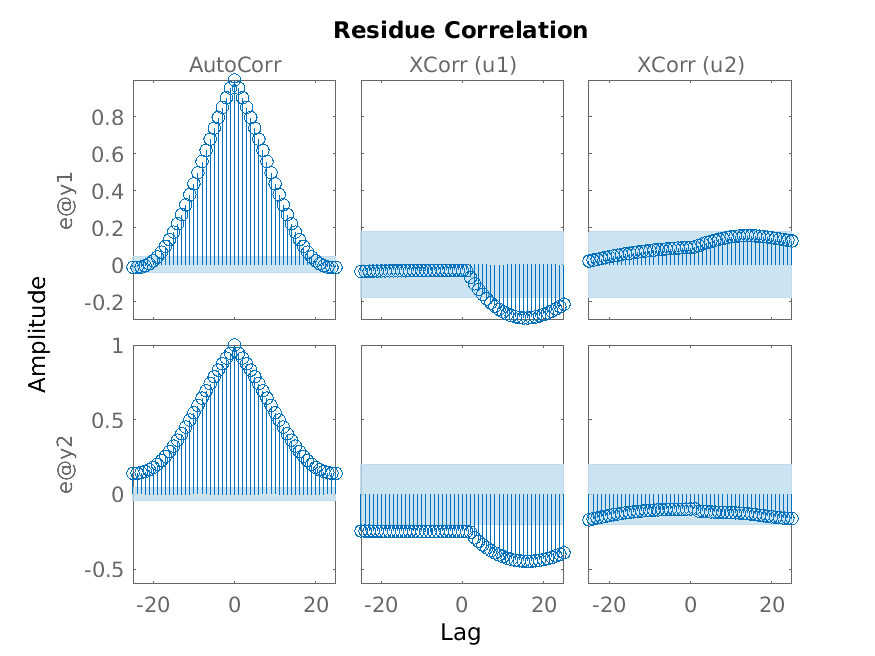 Residue Correlation
AutoCorr
XCorr (u1)
XCorr (u2)
e@y1
0.8
0.6
0.4
0.2
0
-0.2
Amplitude
e@y2
1
0.5
0
-0.5
-20 0 20
-20 0 20
-20 0 20
Lag